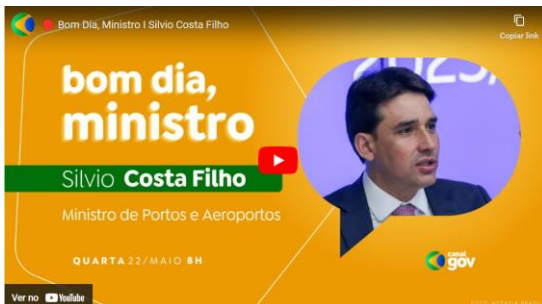 Bom Dia, Ministro I Silvio Costa Filho
Copiar link
bom dia,
ministro
Silvio Costa Filho
Ministro de Portos e Aeroportos
QUARTA 22/MAIO 8H
canal
gov
Ver no YouTube